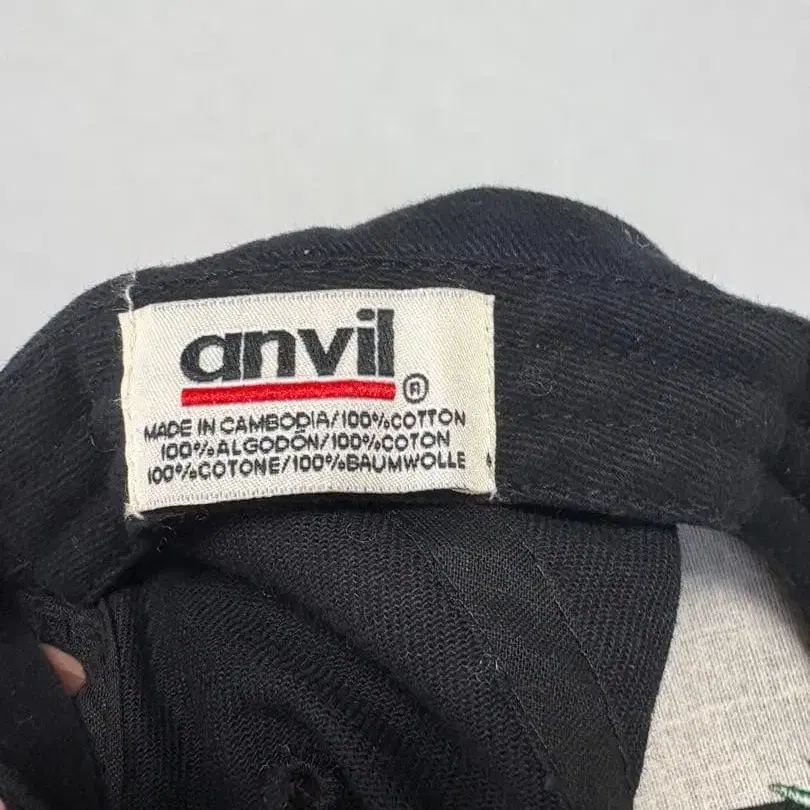 anvil®
MADE IN CAMBODIA/100%COTTON
100%ALGODÓN/100%COTON
100%COTONE/100%BAUMWOLLE